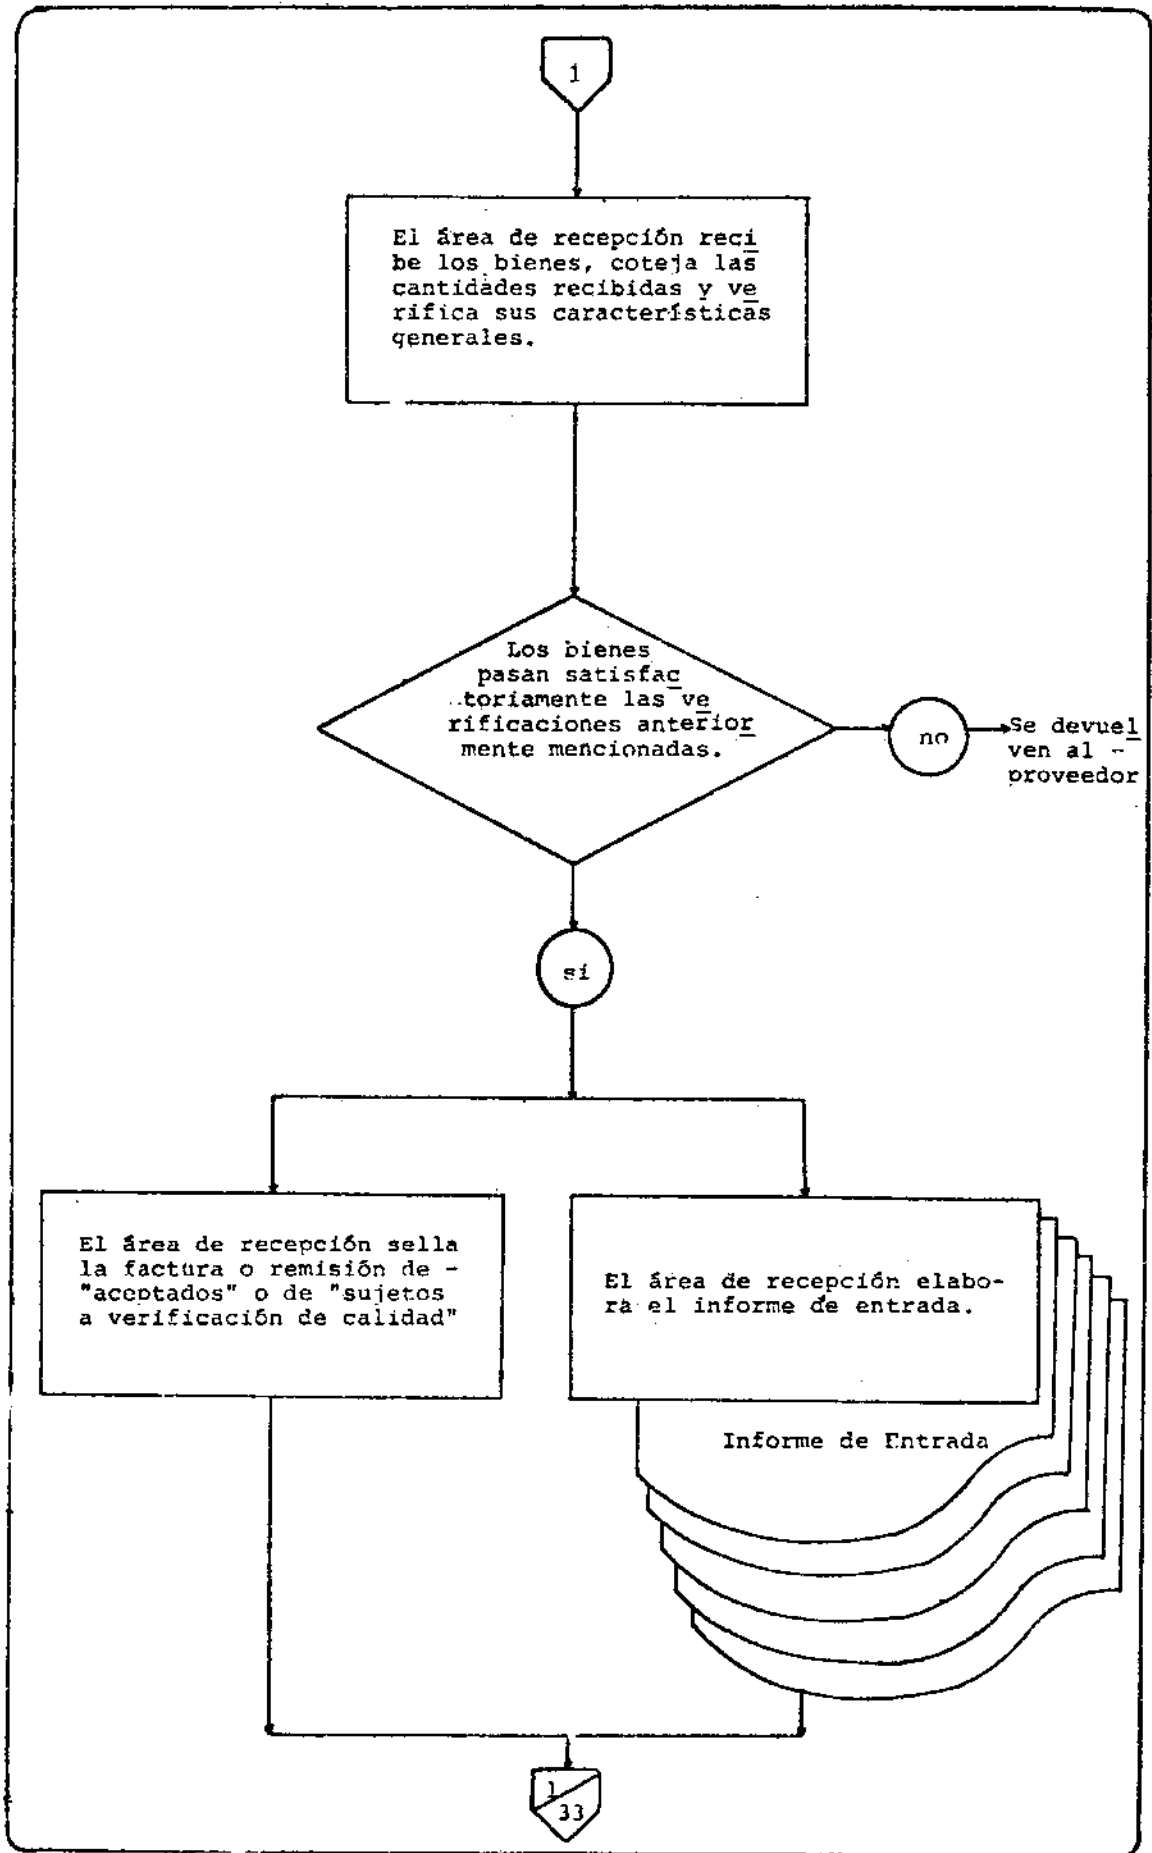 1
El área de recepción reci
be los bienes, coteja las
cantidades recibidas y ve
rifica sus características
generales.
Los bienes
pasan satisfac
toriamente las ve
rificaciones anterior
mente mencionadas.
no
Se devuel
ven al -
proveedor
sí
El área de recepción sella
la factura o remisión de -
"aceptados" o de "sujetos
a verificación de calidad"
El área de recepción elabo-
ra el informe de entrada.
Informe de Entrada
1
33